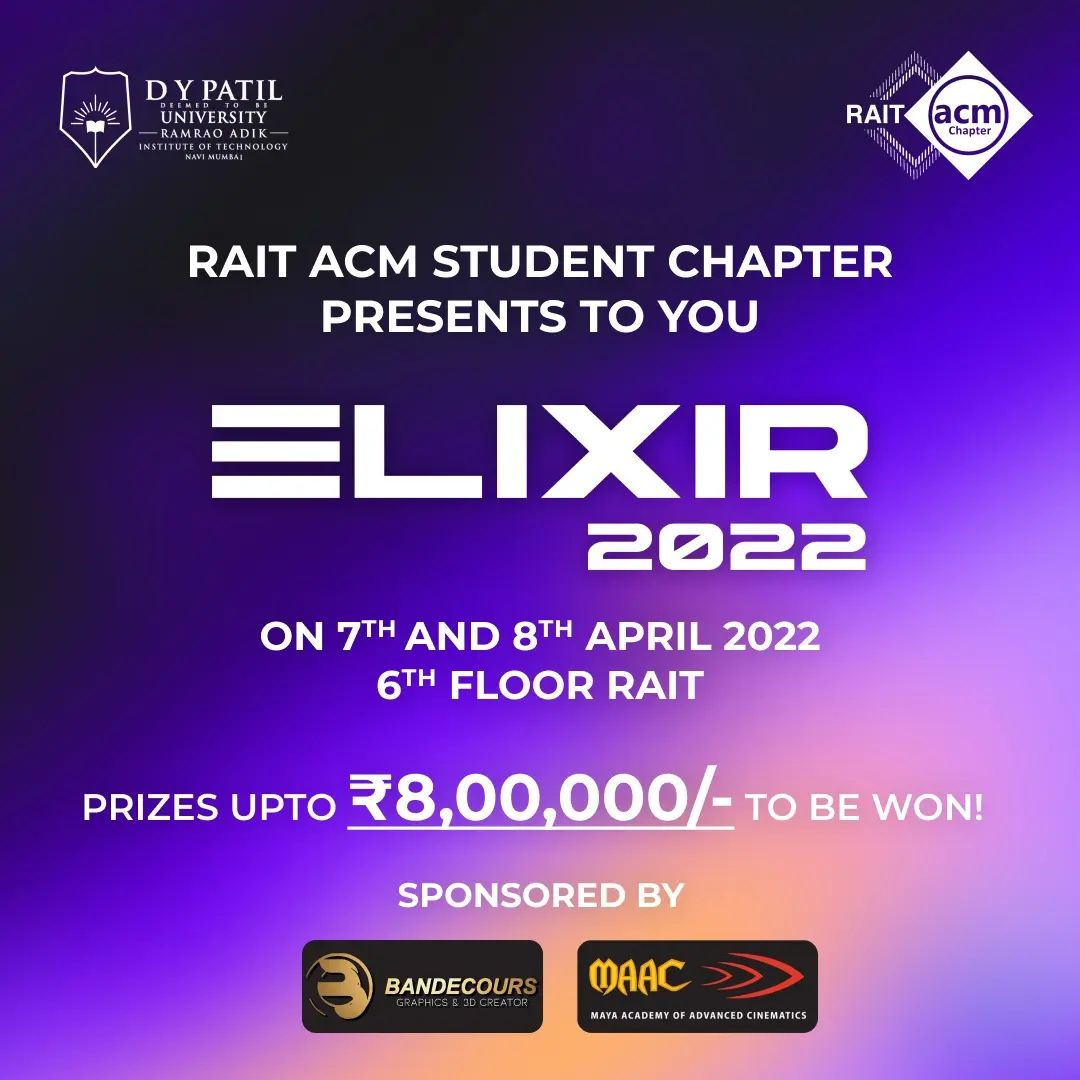 D Y PATIL
DEEMED TO BE
UNIVERSITY
RAMRAO ADIK
INSTITUTE OF TECHNOLOGY
NAVI MUMBAI
RAIT acm
Chapter
RAIT ACM STUDENT CHAPTER
PRESENTS TO YOU
ELIXIR
2022
ON 7TH AND 8TH APRIL 2022
6TH FLOOR RAIT
PRIZES UPTO ₹8,00,000/- TO BE WON!
SPONSORED BY
BANDECOURS
GRAPHICS & 3D CREATOR
MAAC
MAYA ACADEMY OF ADVANCED CINEMATICS